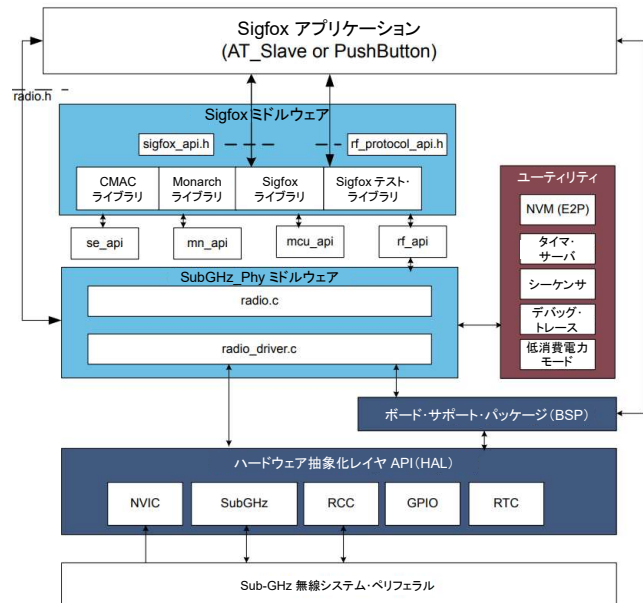 Sigfox アプリケーション
(AT_Slave or PushButton)
radio.h
Sigfox ミドルウェア
sigfox_api.h
rf_protocol_api.h
CMAC
ライブラリ
Monarch
ライブラリ
Sigfox
ライブラリ
Sigfox テスト・
ライブラリ
se_api
mn_api
mcu_api
rf_api
ユーティリティ
NVM (E2P)
タイマ・
サーバ
シーケンサ
デバッグ・
トレース
低消費電力
モード
SubGHz_Phy ミドルウェア
radio.c
radio_driver.c
ボード・サポート・パッケージ(BSP)
ハードウェア抽象化レイヤ API(HAL)
NVIC
SubGHz
RCC
GPIO
RTC
Sub-GHz 無線システム・ペリフェラル